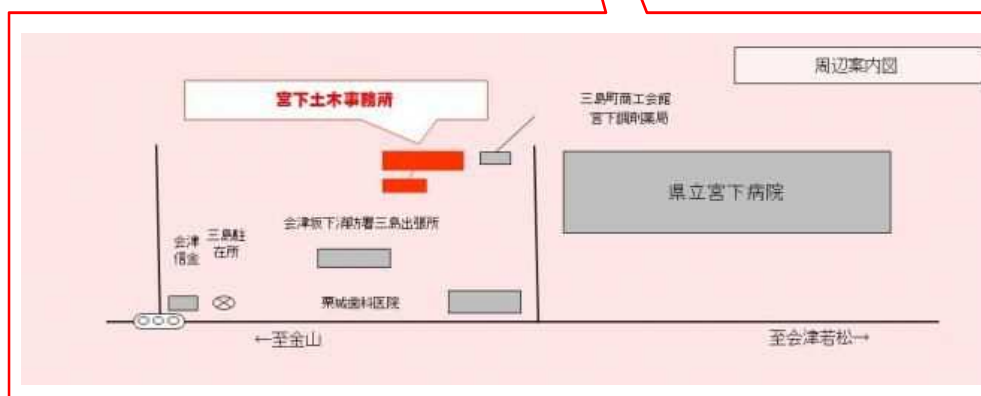 周辺案内図
宮下土木事務所
三島町商工会館
宮下調剤薬局
県立宮下病院
会津坂下消防署三島出張所
会津
信金
三島駐
在所
栗城歯科医院
←至金山
至会津若松→